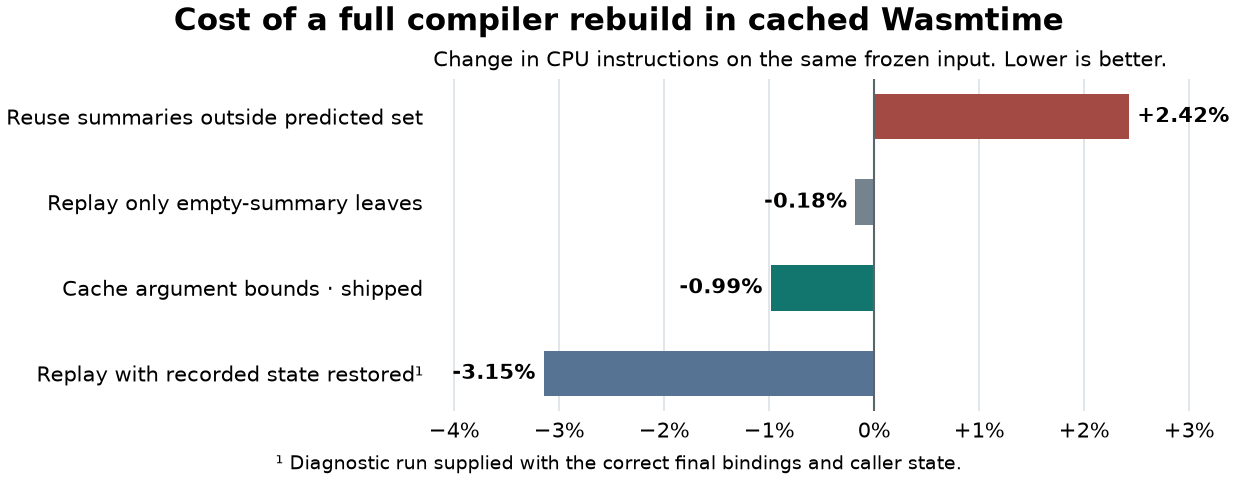 Cost of a full compiler rebuild in cached Wasmtime
Change in CPU instructions on the same frozen input. Lower is better.
Reuse summaries outside predicted set
+2.42%
Replay only empty-summary leaves
-0.18%
Cache argument bounds · shipped
-0.99%
Replay with recorded state restored¹
-3.15%
−4%
−3%
−2%
−1%
0%
+1%
+2%
+3%
¹ Diagnostic run supplied with the correct final bindings and caller state.